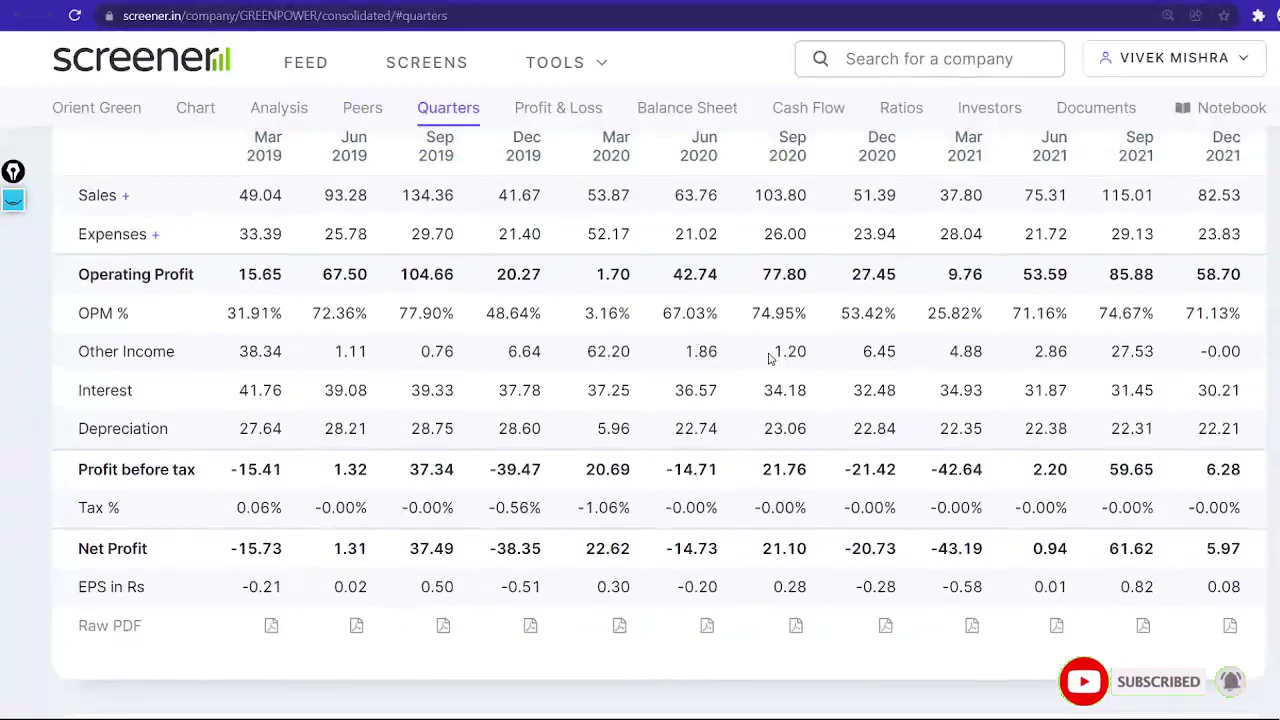 screener.in/company/GREENPOWER/consolidated/#quarters
screener FEED SCREENS TOOLS Search for a company VIVEK MISHRA
Orient Green Chart Analysis Peers Quarters Profit & Loss Balance Sheet Cash Flow Ratios Investors Documents Notebook
Mar Jun Sep Dec Mar Jun Sep Dec Mar Jun Sep Dec
2019 2019 2019 2019 2020 2020 2020 2020 2021 2021 2021 2021
Sales + 49.04 93.28 134.36 41.67 53.87 63.76 103.80 51.39 37.80 75.31 115.01 82.53
Expenses + 33.39 25.78 29.70 21.40 52.17 21.02 26.00 23.94 28.04 21.72 29.13 23.83
Operating Profit 15.65 67.50 104.66 20.27 1.70 42.74 77.80 27.45 9.76 53.59 85.88 58.70
OPM % 31.91% 72.36% 77.90% 48.64% 3.16% 67.03% 74.95% 53.42% 25.82% 71.16% 74.67% 71.13%
Other Income 38.34 1.11 0.76 6.64 62.20 1.86 1.20 6.45 4.88 2.86 27.53 -0.00
Interest 41.76 39.08 39.33 37.78 37.25 36.57 34.18 32.48 34.93 31.87 31.45 30.21
Depreciation 27.64 28.21 28.75 28.60 5.96 22.74 23.06 22.84 22.35 22.38 22.31 22.21
Profit before tax -15.41 1.32 37.34 -39.47 20.69 -14.71 21.76 -21.42 -42.64 2.20 59.65 6.28
Tax % 0.06% -0.00% -0.00% -0.56% -1.06% -0.00% -0.00% -0.00% -0.00% -0.00% -0.00% -0.00%
Net Profit -15.73 1.31 37.49 -38.35 22.62 -14.73 21.10 -20.73 -43.19 0.94 61.62 5.97
EPS in Rs -0.21 0.02 0.50 -0.51 0.30 -0.20 0.28 -0.28 -0.58 0.01 0.82 0.08
Raw PDF
SUBSCRIBED